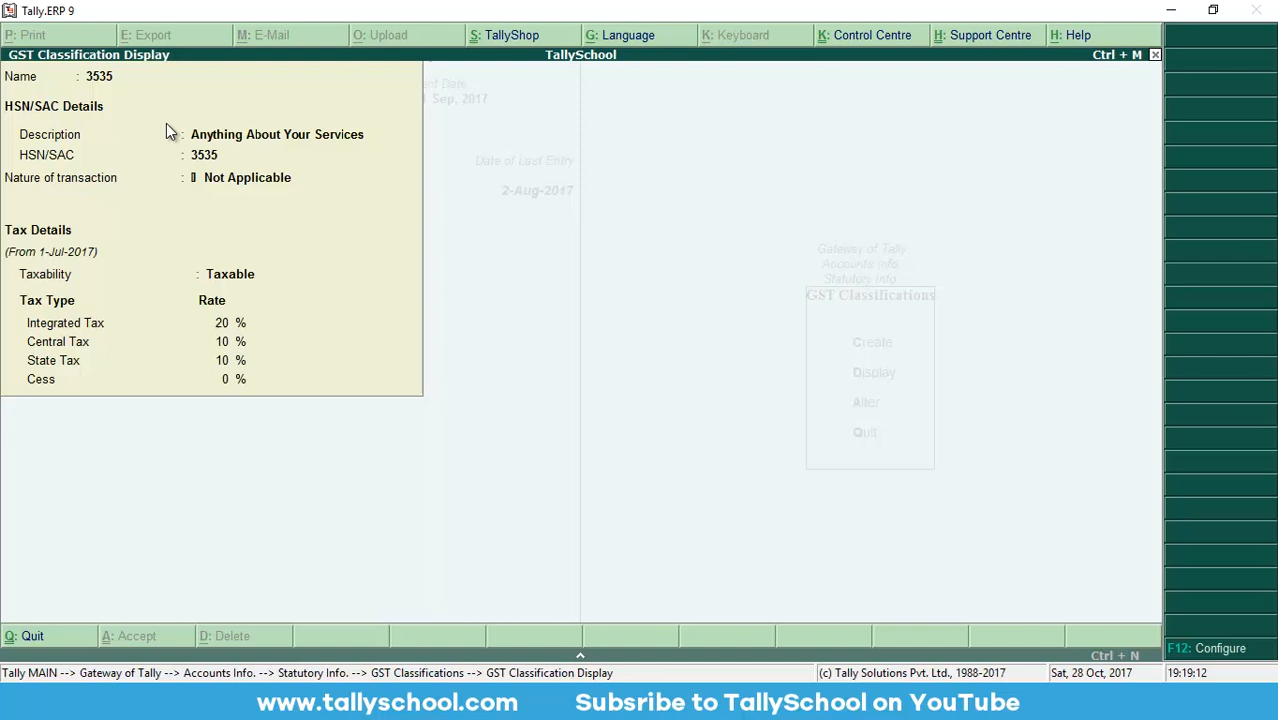 Tally.ERP 9
P: Print E: Export M: E-Mail O: Upload S: TallyShop G: Language K: Keyboard K: Control Centre H: Support Centre H: Help
GST Classification Display TallySchool Ctrl + M
Name : 3535
HSN/SAC Details
Description : Anything About Your Services
HSN/SAC : 3535
Nature of transaction : Not Applicable
Tax Details
(From 1-Jul-2017)
Taxability : Taxable
Tax Type Rate
Integrated Tax 20 %
Central Tax 10 %
State Tax 10 %
Cess 0 %
Date
Sep, 2017
Date of Last Entry
2-Aug-2017
Gateway of Tally
Accounts Info.
Statutory Info.
GST Classifications
Create
Display
Alter
Quit
Q: Quit A: Accept D: Delete
F12: Configure
Ctrl + N
Tally MAIN --> Gateway of Tally --> Accounts Info. --> Statutory Info. --> GST Classifications --> GST Classification Display (c) Tally Solutions Pvt. Ltd., 1988-2017 Sat, 28 Oct, 2017 19:19:12
www.tallyschool.com Subsribe to TallySchool on YouTube